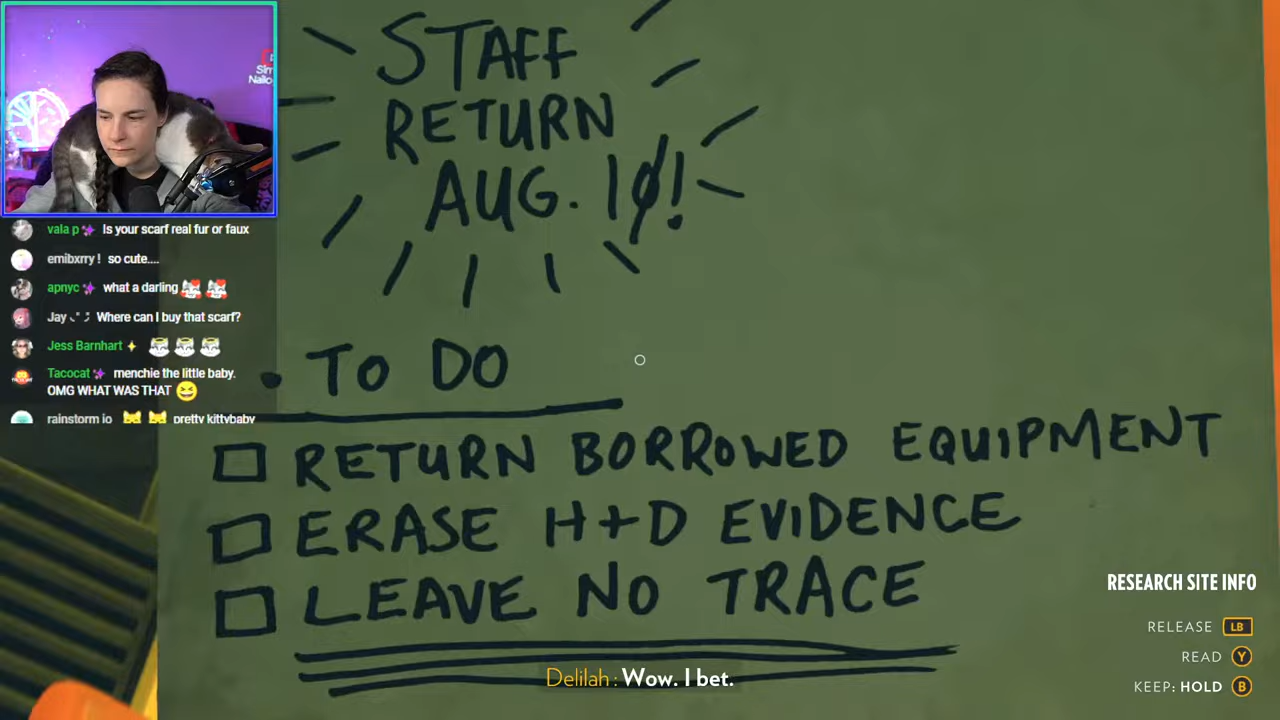 STAFF
RETURN
AUG. 10!
• TO DO
RETURN BORROWED EQUIPMENT
ERASE H+D EVIDENCE
LEAVE NO TRACE
vala p Is your scarf real fur or faux
emibxrry ! so cute....
apnyc what a darling
Jay Where can I buy that scarf?
Jess Barnhart
Tacocat menchie the little baby.
OMG WHAT WAS THAT
rainstorm io pretty kittybaby
RESEARCH SITE INFO
RELEASE LB
READ Y
KEEP: HOLD B
Delilah : Wow. I bet.